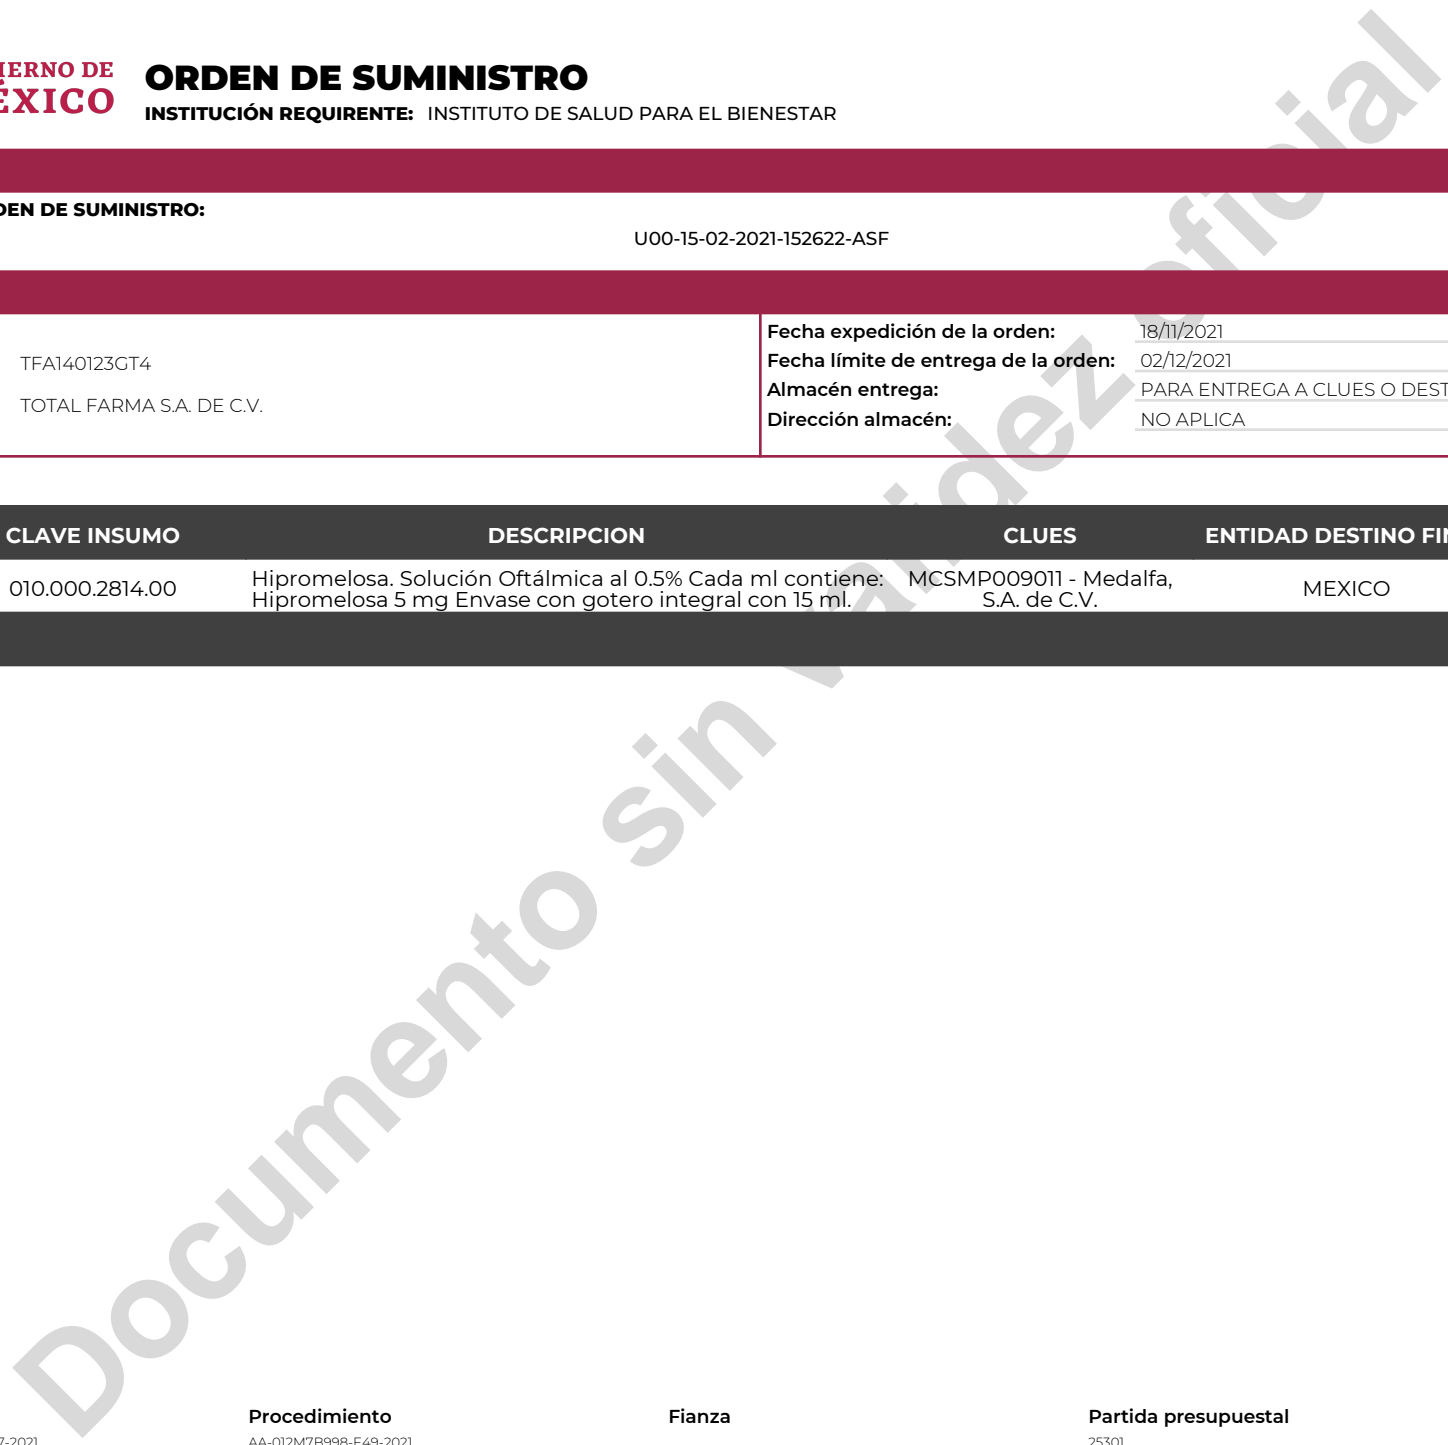 IERNO DE
ÉXICO
ORDEN DE SUMINISTRO
INSTITUCIÓN REQUIRENTE: INSTITUTO DE SALUD PARA EL BIENESTAR
DEN DE SUMINISTRO:
U00-15-02-2021-152622-ASF
TFA140123GT4
TOTAL FARMA S.A. DE C.V.
Fecha expedición de la orden: 18/11/2021
Fecha límite de entrega de la orden: 02/12/2021
Almacén entrega: PARA ENTREGA A CLUES O DEST
Dirección almacén: NO APLICA
CLAVE INSUMO DESCRIPCION CLUES ENTIDAD DESTINO FIN
010.000.2814.00
Hipromelosa. Solución Oftálmica al 0.5% Cada ml contiene:
Hipromelosa 5 mg Envase con gotero integral con 15 ml.
MCSMP009011 - Medalfa,
S.A. de C.V.
MEXICO
Documento sin validez oficial
Procedimiento Fianza Partida presupuestal
7-2021 AA-012M7B998-E49-2021 25301